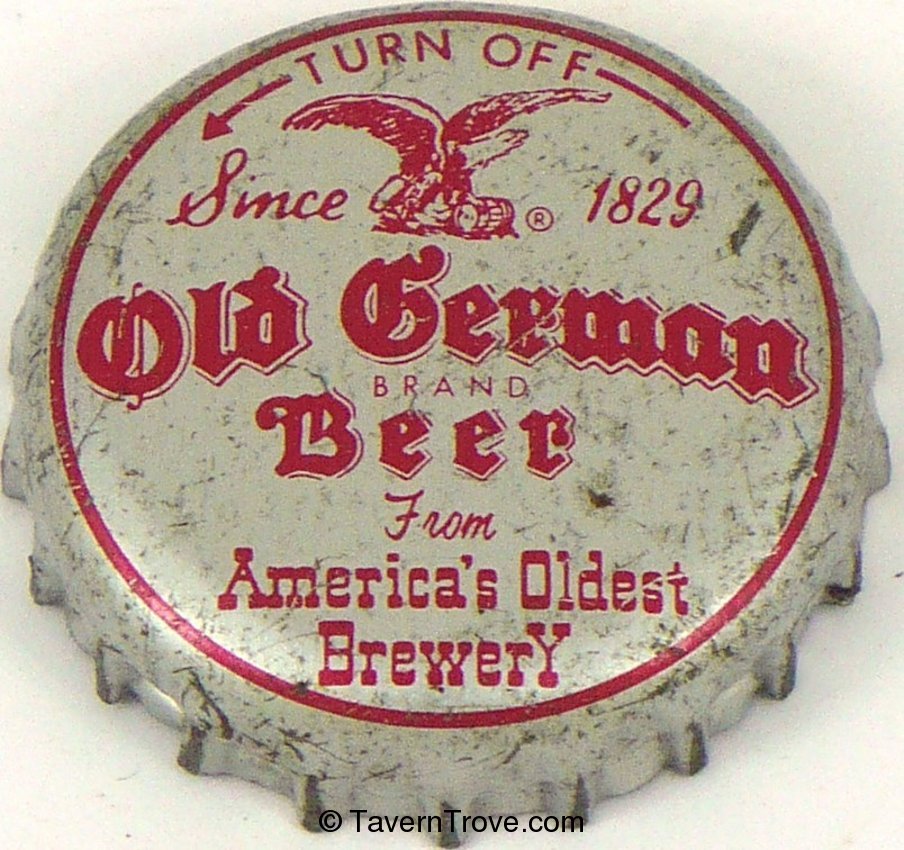 TURN OFF
Since ® 1829
Old German
BRAND
Beer
From
America's Oldest
BrewerY
© TavernTrove.com